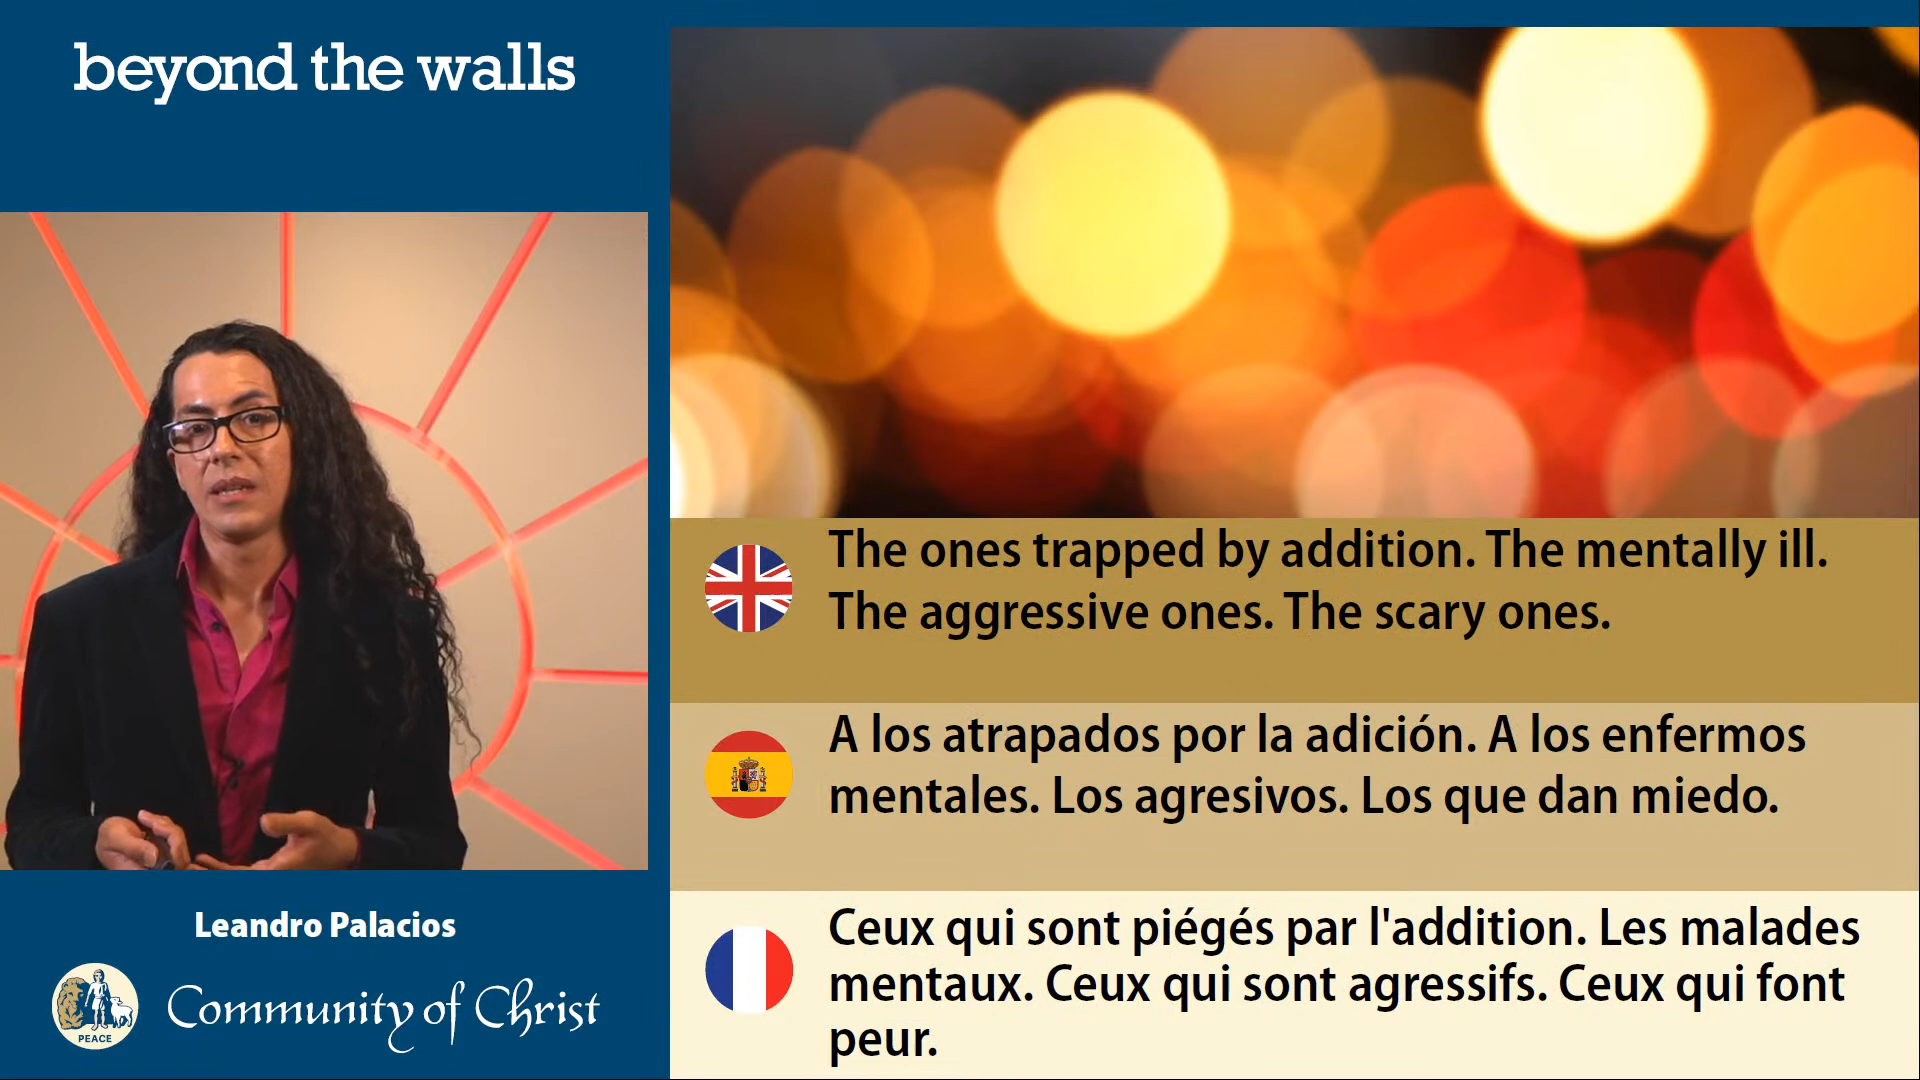 beyond the walls
The ones trapped by addition. The mentally ill.
The aggressive ones. The scary ones.
A los atrapados por la adición. A los enfermos
mentales. Los agresivos. Los que dan miedo.
Ceux qui sont piégés par l'addition. Les malades
mentaux. Ceux qui sont agressifs. Ceux qui font
peur.
Leandro Palacios
PEACE
Community of Christ